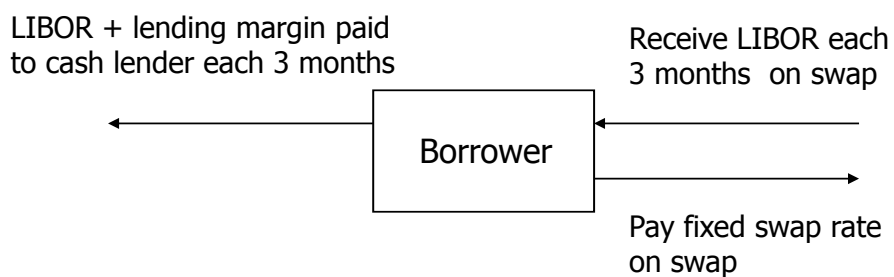 LIBOR + lending margin paid
to cash lender each 3 months
Receive LIBOR each
3 months on swap
Borrower
Pay fixed swap rate
on swap